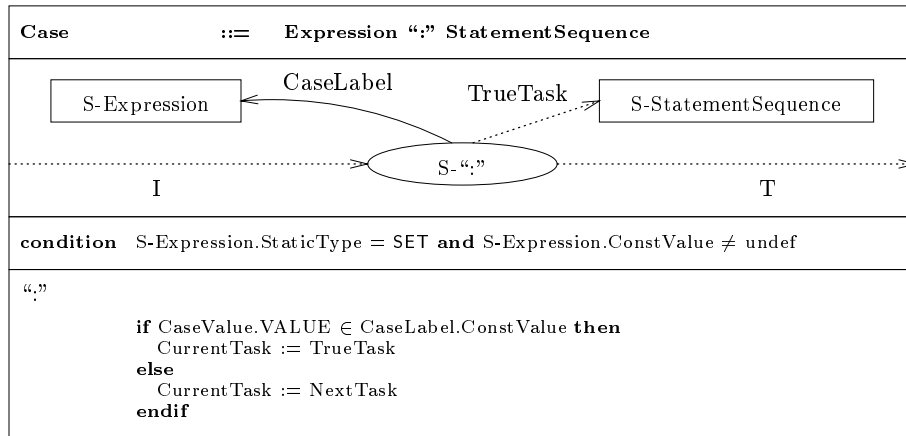 Case ::= Expression “:” StatementSequence
CaseLabel
TrueTask
S-Expression
S-StatementSequence
S-“:”
I
T
condition S-Expression.StaticType = SET and S-Expression.ConstValue ≠ undef
“:”
if CaseValue.VALUE ∈ CaseLabel.ConstValue then
CurrentTask := TrueTask
else
CurrentTask := NextTask
endif